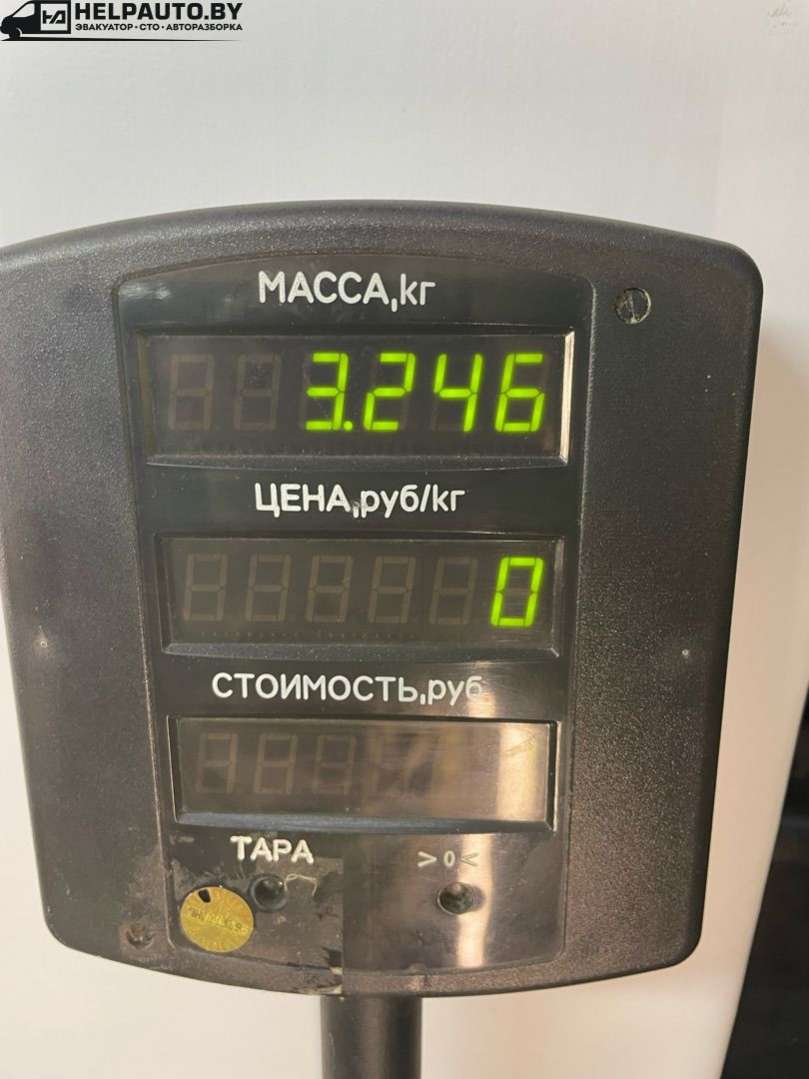 HELPAUTO.BY
ЭВАКУАТОР • СТО • АВТОРАЗБОРКА
МАССА,кг
3.246
ЦЕНА,руб/кг
0
СТОИМОСТЬ,руб
ТАРА
>0<